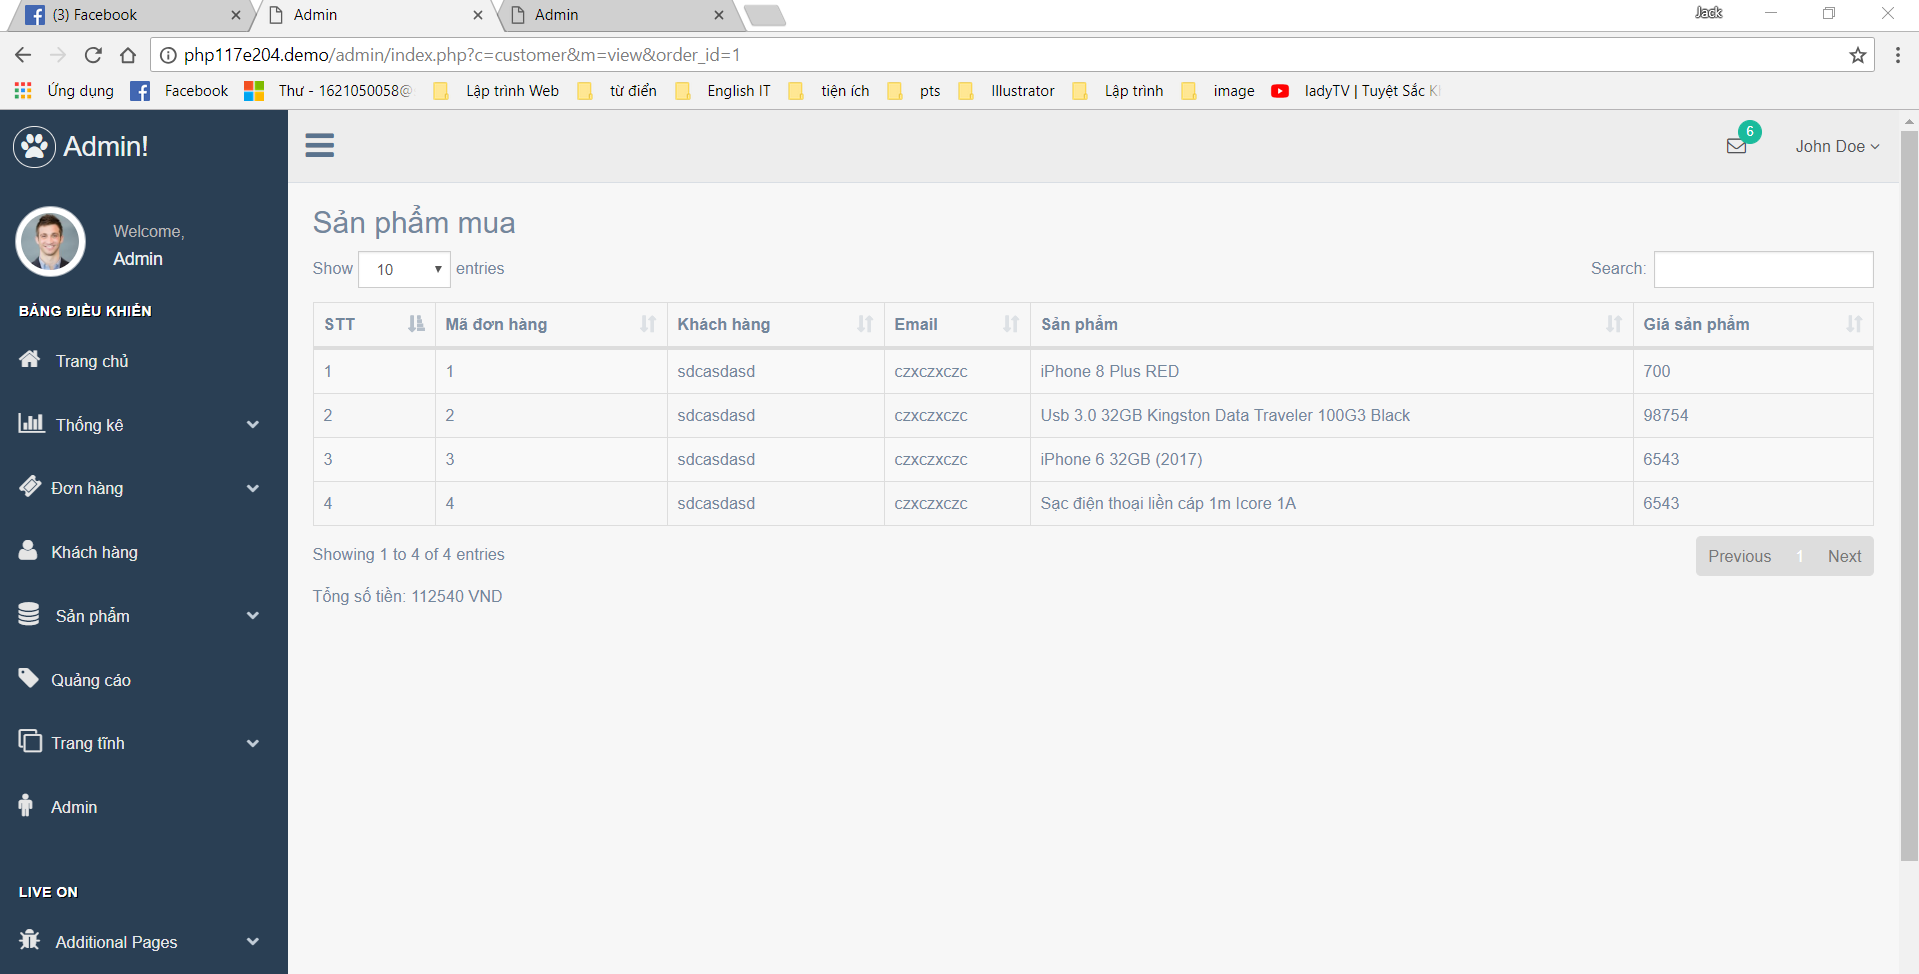 (3) Facebook
Admin
Admin
Jack
php117e204.demo/admin/index.php?c=customer&m=view&order_id=1
Ứng dụng Facebook Thư - 1621050058@ Lập trình Web từ điển English IT tiện ích pts Illustrator Lập trình image ladyTV | Tuyệt Sắc
Admin!
6
John Doe
Welcome,
Admin
BẢNG ĐIỀU KHIỂN
Trang chủ
Thống kê
Đơn hàng
Khách hàng
Sản phẩm
Quảng cáo
Trang tĩnh
Admin
LIVE ON
Additional Pages
Sản phẩm mua
Show 10 entries
Search:
STT Mã đơn hàng Khách hàng Email Sản phẩm Giá sản phẩm
1 1 sdcasdasd czxczxczc iPhone 8 Plus RED 700
2 2 sdcasdasd czxczxczc Usb 3.0 32GB Kingston Data Traveler 100G3 Black 98754
3 3 sdcasdasd czxczxczc iPhone 6 32GB (2017) 6543
4 4 sdcasdasd czxczxczc Sạc điện thoại liền cáp 1m Icore 1A 6543
Showing 1 to 4 of 4 entries
Previous 1 Next
Tổng số tiền: 112540 VND